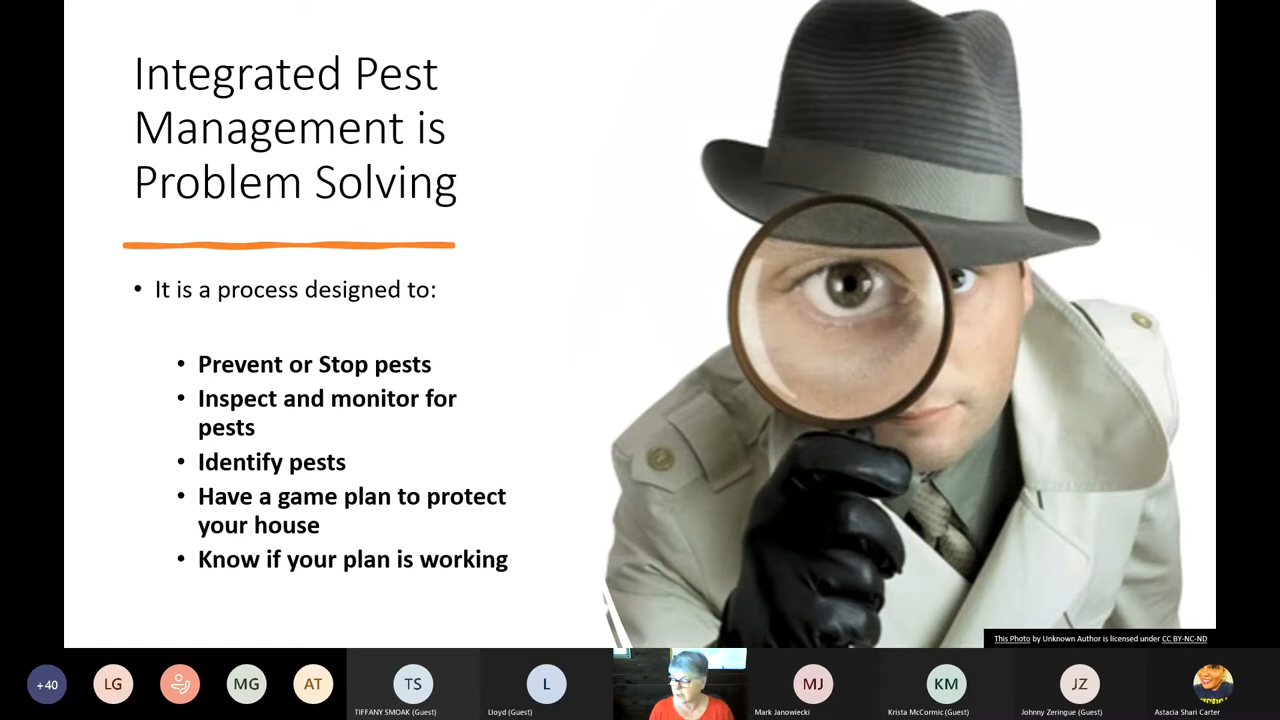 Integrated Pest
Management is
Problem Solving
• It is a process designed to:
• Prevent or Stop pests
• Inspect and monitor for
pests
• Identify pests
• Have a game plan to protect
your house
• Know if your plan is working
This Photo by Unknown Author is licensed under CC BY-NC-ND
+40
LG
MG
AT
TS
L
MJ
KM
JZ
TIFFANY SMOAK (Guest)
Lloyd (Guest)
Mark Janowiecki
Krista McCormic (Guest)
Johnny Zeringue (Guest)
Astacia Shari Carter